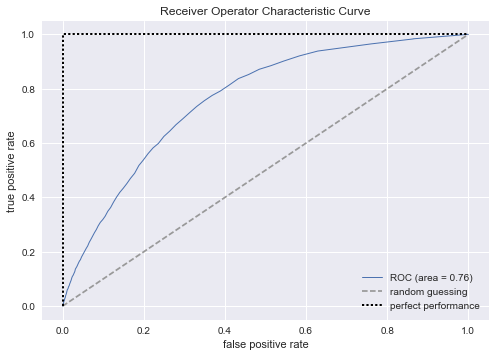 Receiver Operator Characteristic Curve
true positive rate
1.0
0.8
0.6
0.4
0.2
0.0
ROC (area = 0.76)
random guessing
perfect performance
0.0 0.2 0.4 0.6 0.8 1.0
false positive rate